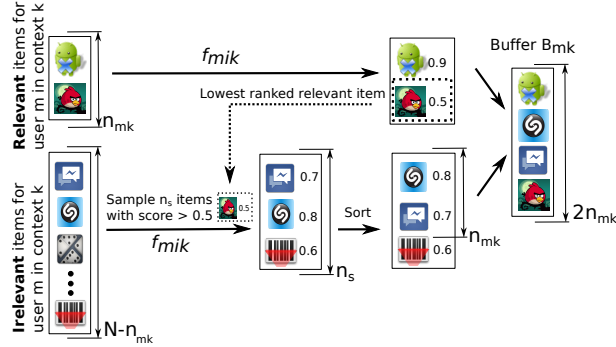 Relevant items for
user m in context k
n_mk
f_mik
Lowest ranked relevant item
0.9
0.5
Buffer B_mk
2n_mk
Irelevant items for
user m in context k
N-n_mk
Sample n_s items
with score > 0.5
0.5
f_mik
0.7
0.8
0.6
n_s
Sort
0.8
0.7
0.6
n_mk